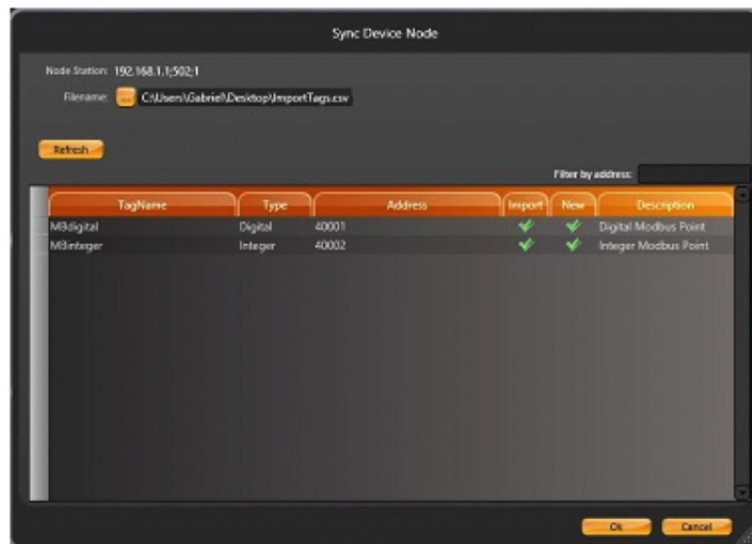 Sync Device Node
Node Station: 192.168.1.1;502;1
Filename: ... C:\Users\Gabriel\Desktop\ImportTags.csv
Refresh
Filter by address:
TagName Type Address Import New Description
MBdigital Digital 40001 Digital Modbus Point
MBinteger Integer 40002 Integer Modbus Point
Ok Cancel